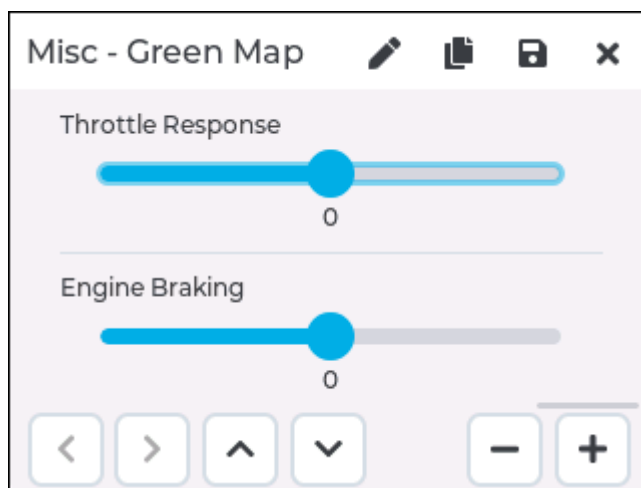 Misc - Green Map
Throttle Response
0
Engine Braking
0